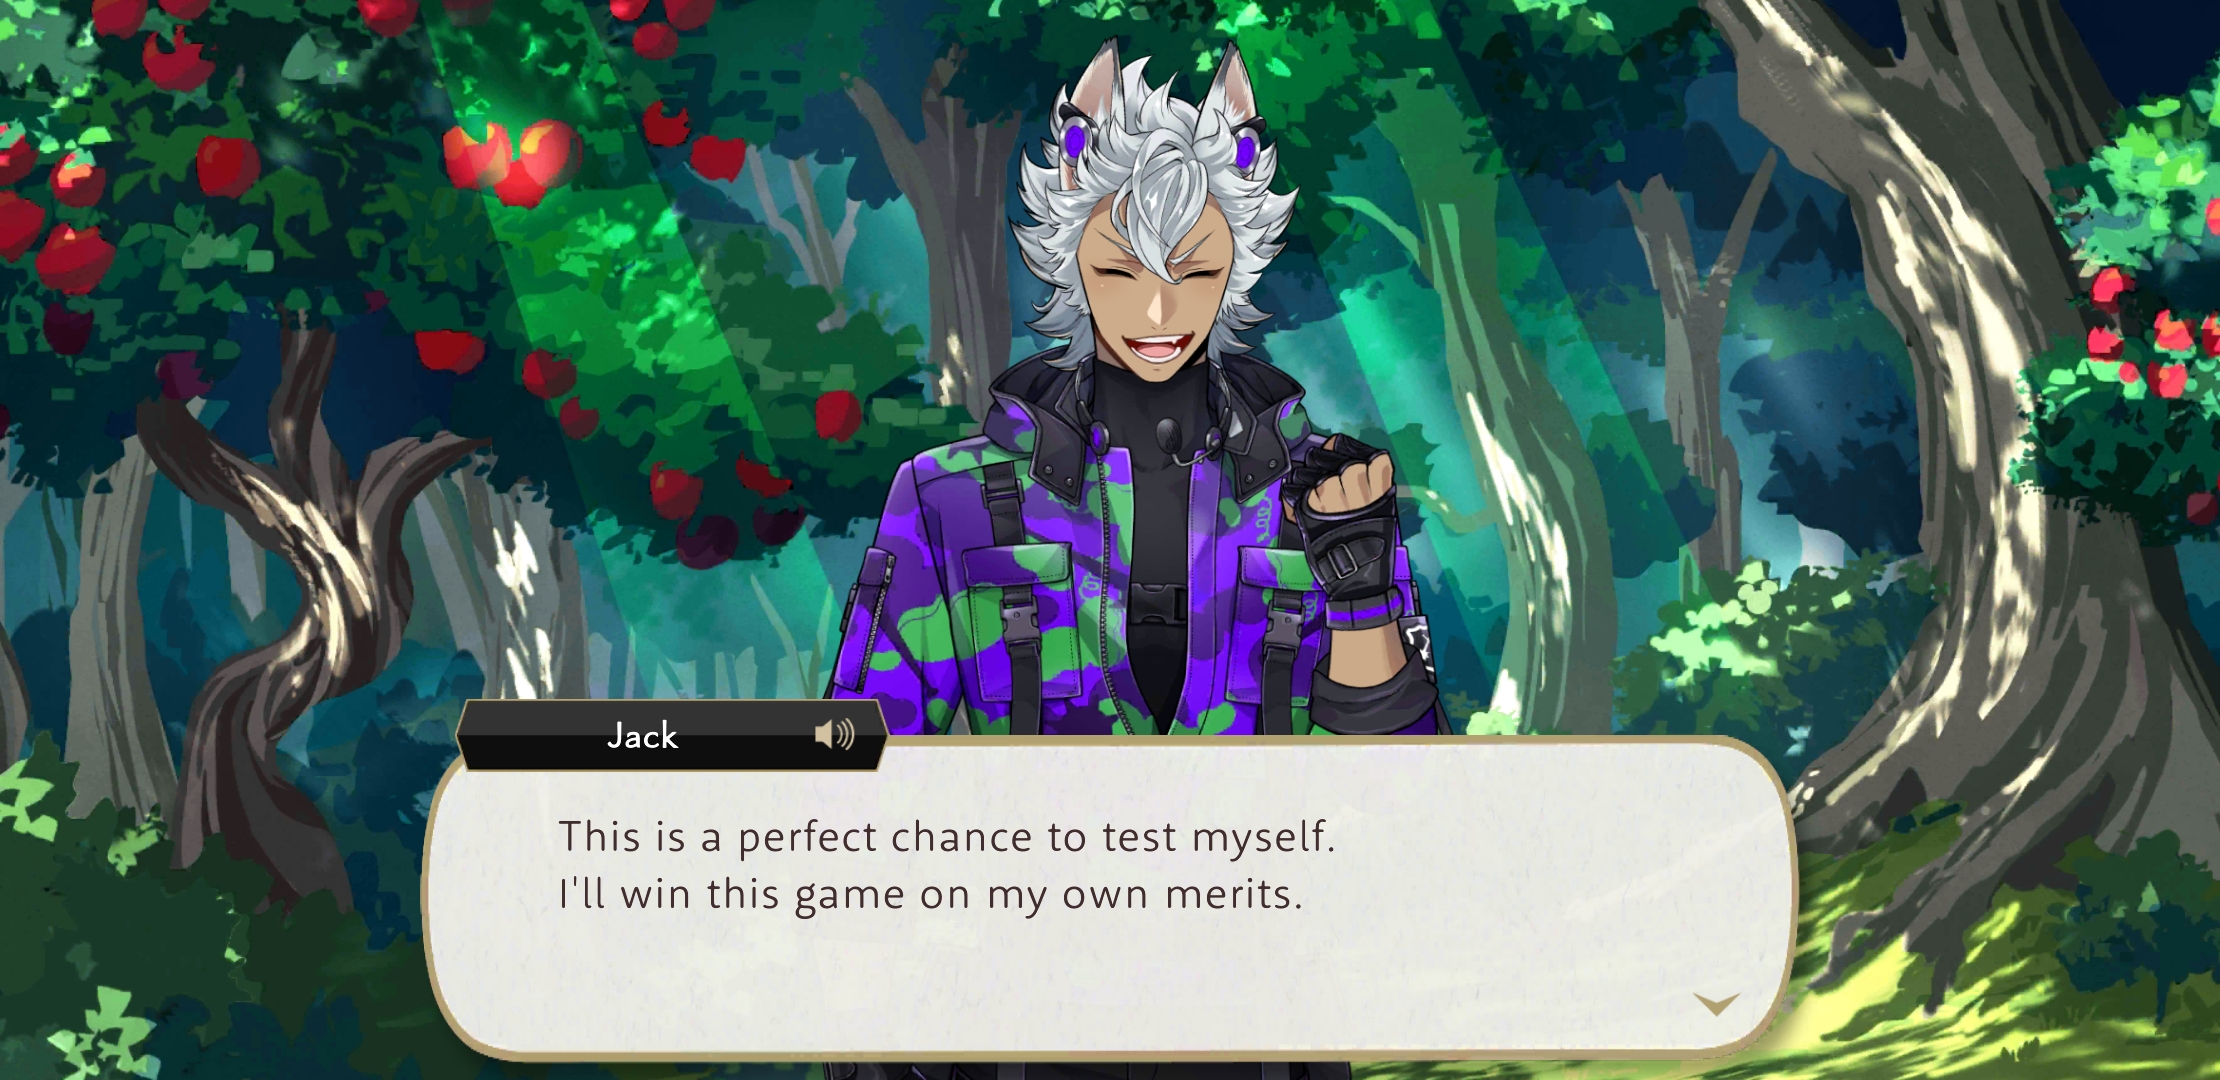 Jack
This is a perfect chance to test myself.
I'll win this game on my own merits.